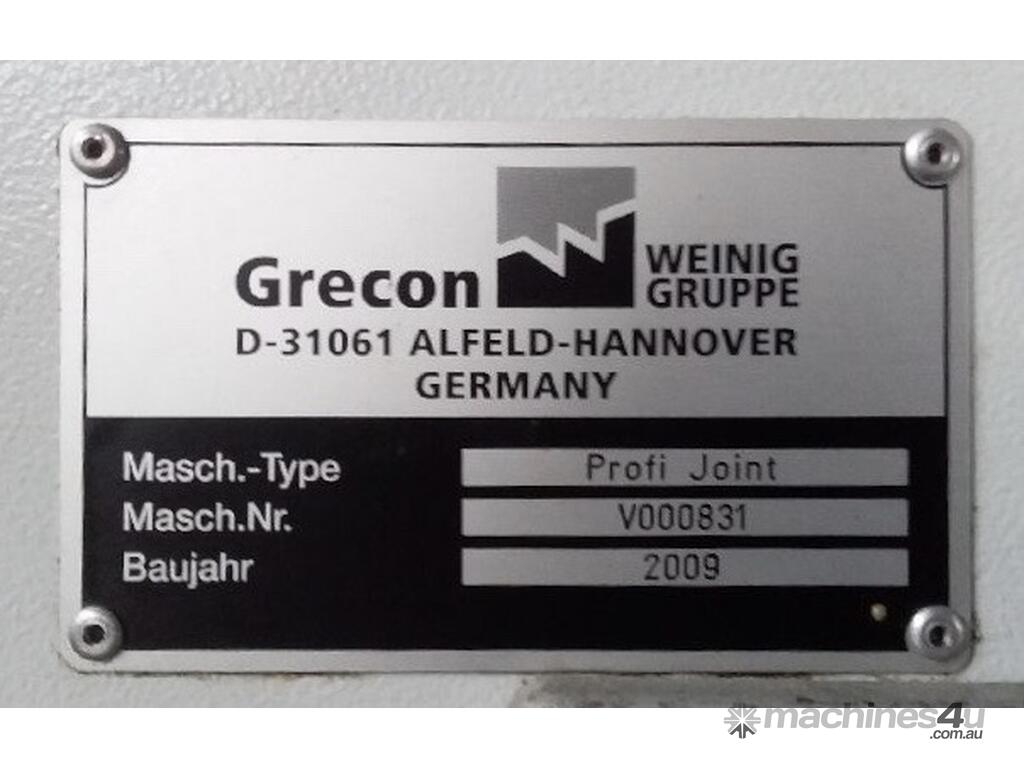 Grecon WEINIG GRUPPE
D-31061 ALFELD-HANNOVER
GERMANY
Masch.-Type Profi Joint
Masch.Nr. V000831
Baujahr 2009
machines4u
.com.au